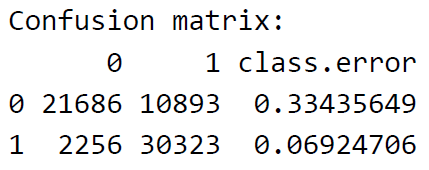 Confusion matrix:
0 1 class.error
0 21686 10893 0.33435649
1 2256 30323 0.06924706